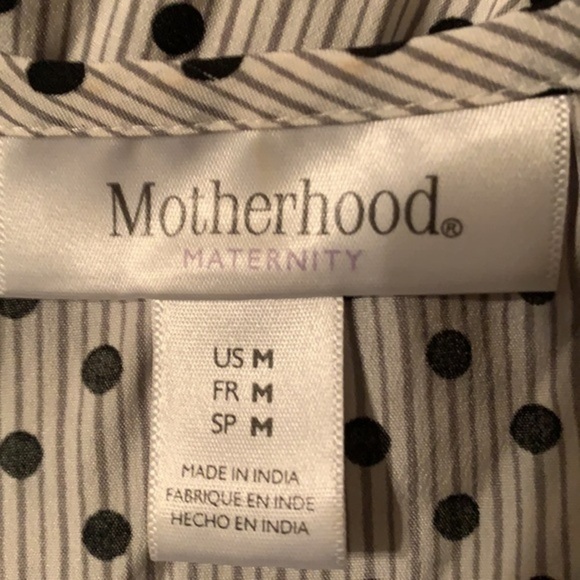 Motherhood®
MATERNITY
US M
FR M
SP M
MADE IN INDIA
FABRIQUE EN INDE
HECHO EN INDIA